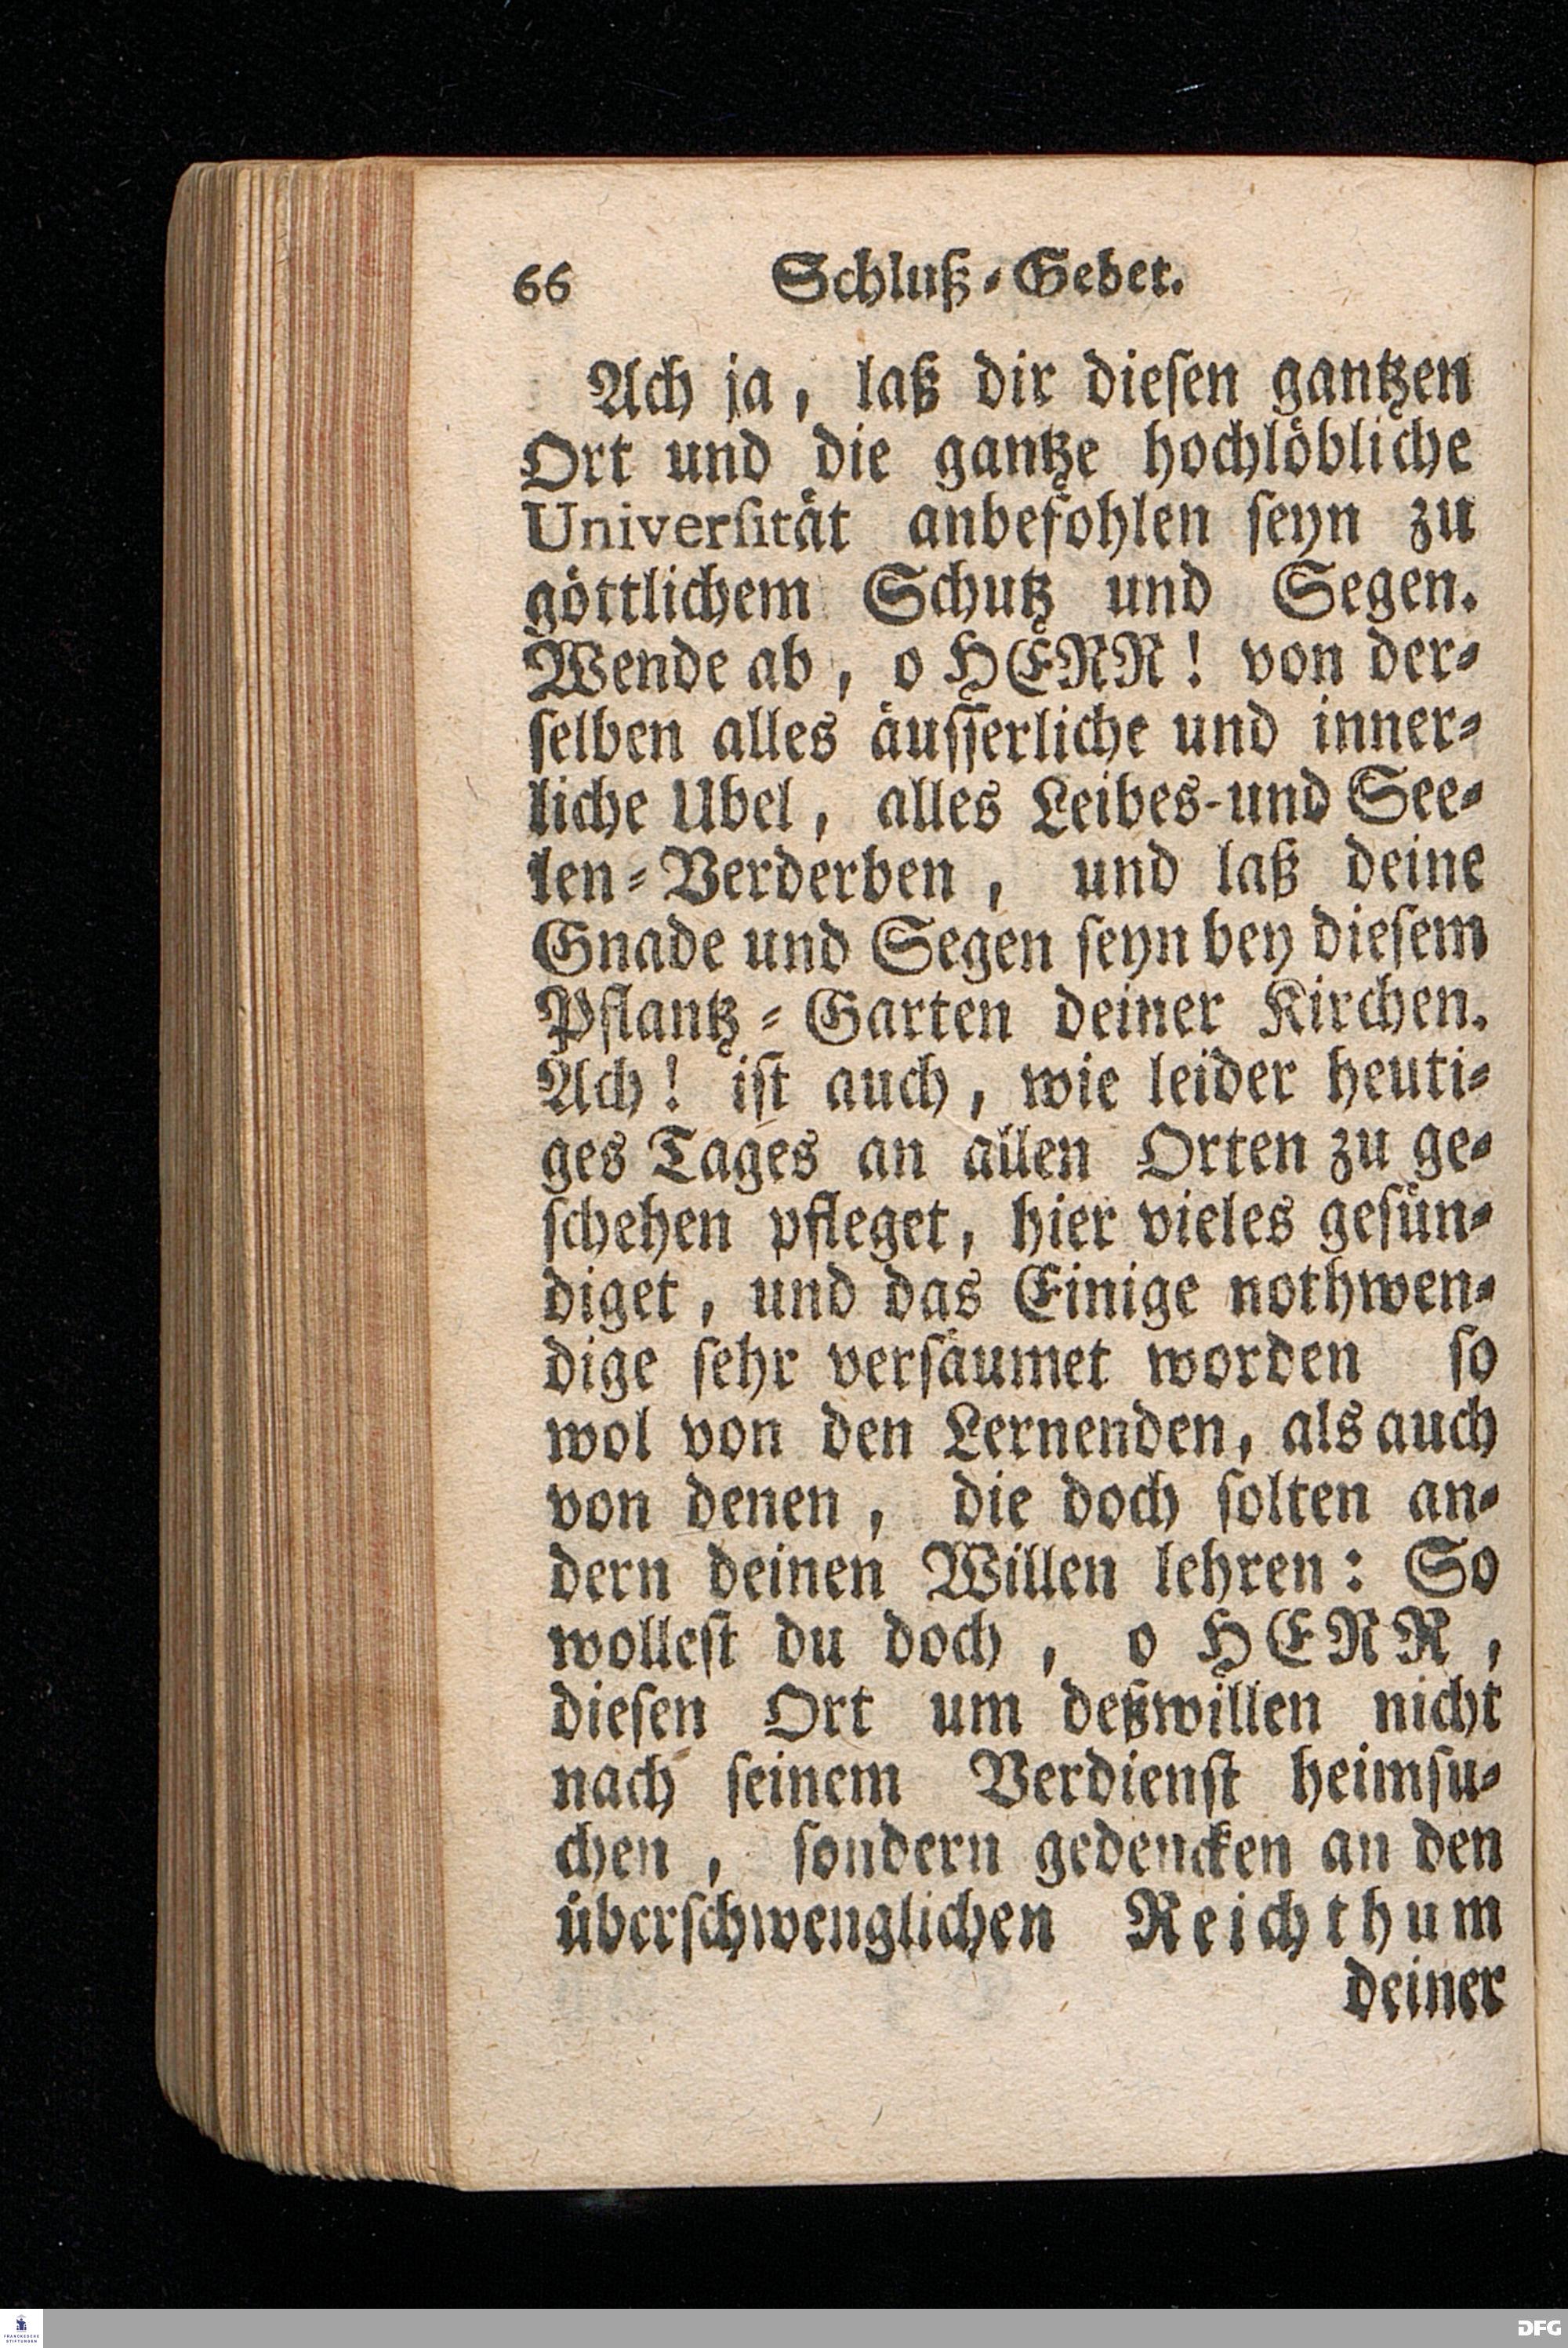 66 Schluß-Gebet.
Ach ja, laß dir diesen gantzen
Ort und die gantze hochlöbliche
Universität anbefohlen seyn zu
göttlichem Schutz und Segen.
Wende ab, o HERR! von der-
selben alles äusserliche und inner-
liche Ubel, alles Leibes-und See-
len-Verderben, und laß deine
Gnade und Segen seyn bey diesem
Pflantz-Garten deiner Kirchen.
Ach! ist auch, wie leider heuti-
ges Tages an allen Orten zu ge-
schehen pfleget, hier vieles gesün-
diget, und das Einige nothwen-
dige sehr versäumet worden so
wol von den Lernenden, als auch
von denen, die doch solten an-
dern deinen Willen lehren: So
wollest du doch, o HERR,
diesen Ort um deßwillen nicht
nach seinem Verdienst heimsu-
chen, sondern gedencken an den
überschwenglichen Reichthum
deiner
FRANCKESCHE
STIFTUNGEN
DFG